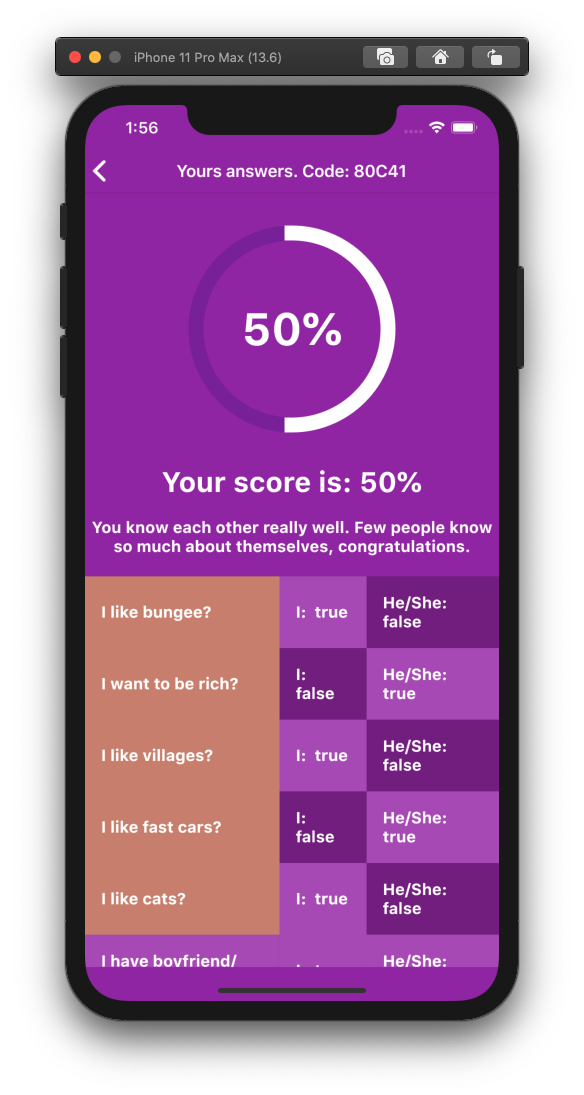 iPhone 11 Pro Max (13.6)
1:56
Yours answers. Code: 80C41
50%
Your score is: 50%
You know each other really well. Few people know
so much about themselves, congratulations.
I like bungee?
I: true
He/She:
false
I want to be rich?
I:
false
He/She:
true
I like villages?
I: true
He/She:
false
I like fast cars?
I:
false
He/She:
true
I like cats?
I: true
He/She:
false
I have boyfriend/
He/She: